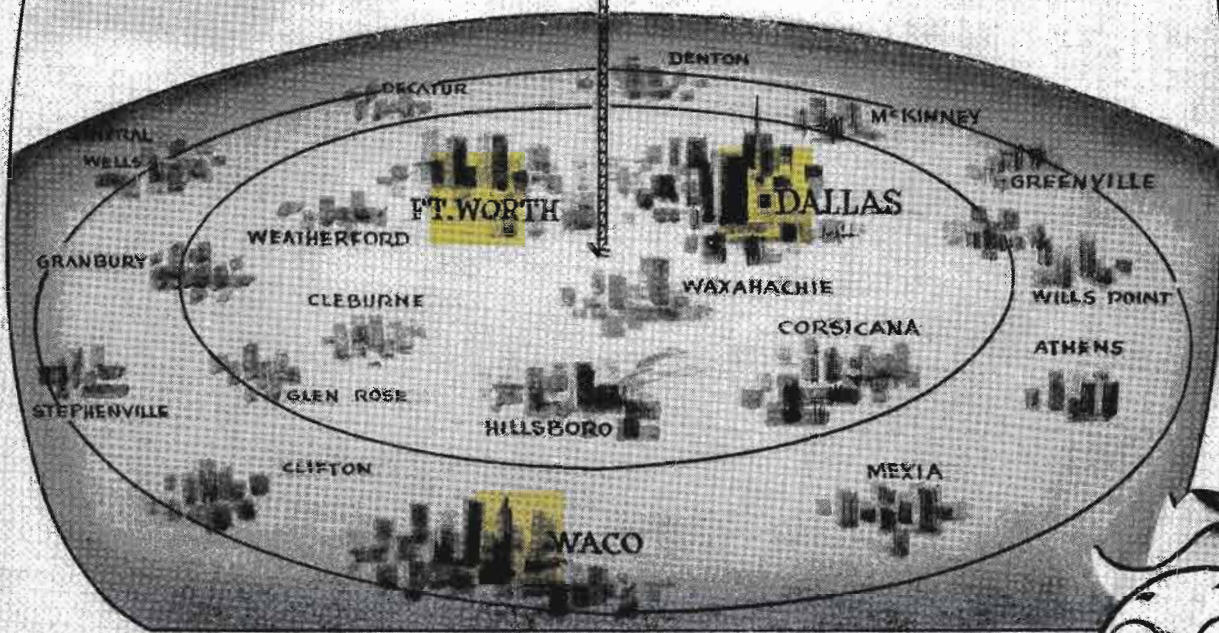 DENTON
DECATUR
McKINNEY
WELLS
GREENVILLE
FT. WORTH
DALLAS
WEATHERFORD
GRANBURY
WAXAHACHIE
WILLS POINT
CLEBURNE
CORSICANA
ATHENS
GLEN ROSE
STEPHENVILLE
HILLSBORO
CLIFTON
MEXIA
WACO